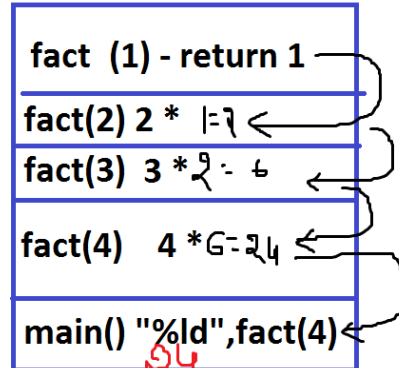 fact (1) - return 1
fact(2) 2 * 1=2
fact(3) 3 * 2 = 6
fact(4) 4 * 6=24
main() "%ld",fact(4)
24